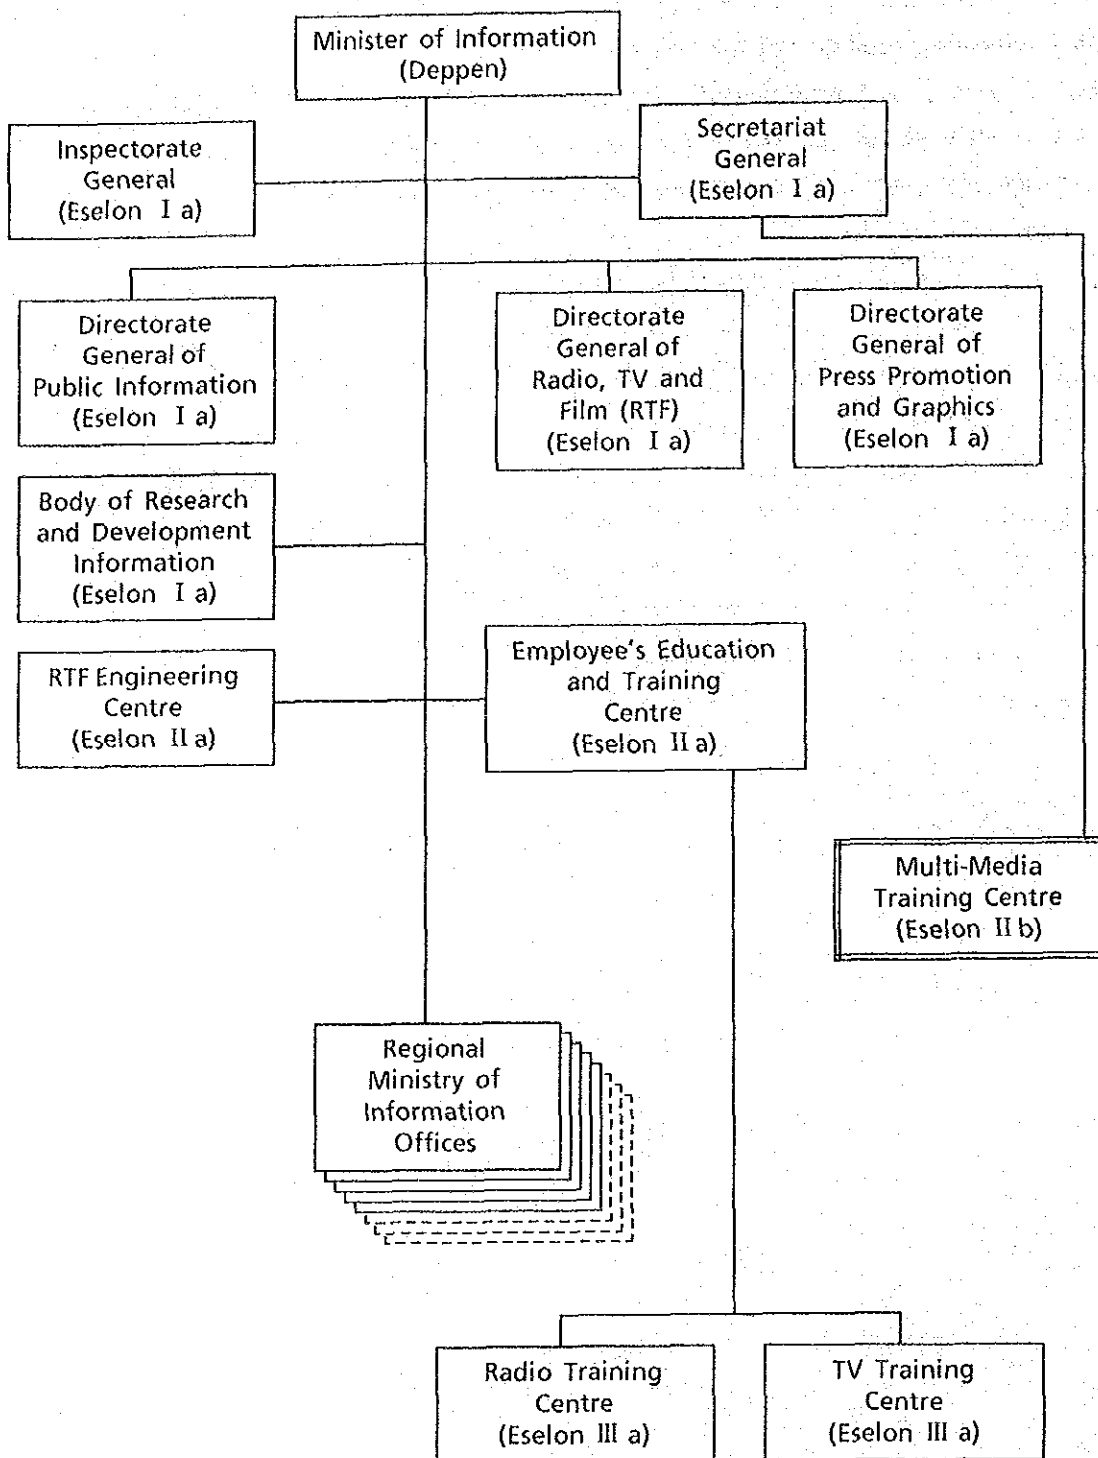 Minister of Information
(Deppen)
Inspectorate
General
(Eselon I a)
Secretariat
General
(Eselon I a)
Directorate
General of
Public Information
(Eselon I a)
Directorate
General of
Radio, TV and
Film (RTF)
(Eselon I a)
Directorate
General of
Press Promotion
and Graphics
(Eselon I a)
Body of Research
and Development
Information
(Eselon I a)
RTF Engineering
Centre
(Eselon II a)
Employee's Education
and Training
Centre
(Eselon II a)
Multi-Media
Training Centre
(Eselon II b)
Regional
Ministry of
Information
Offices
Radio Training
Centre
(Eselon III a)
TV Training
Centre
(Eselon III a)